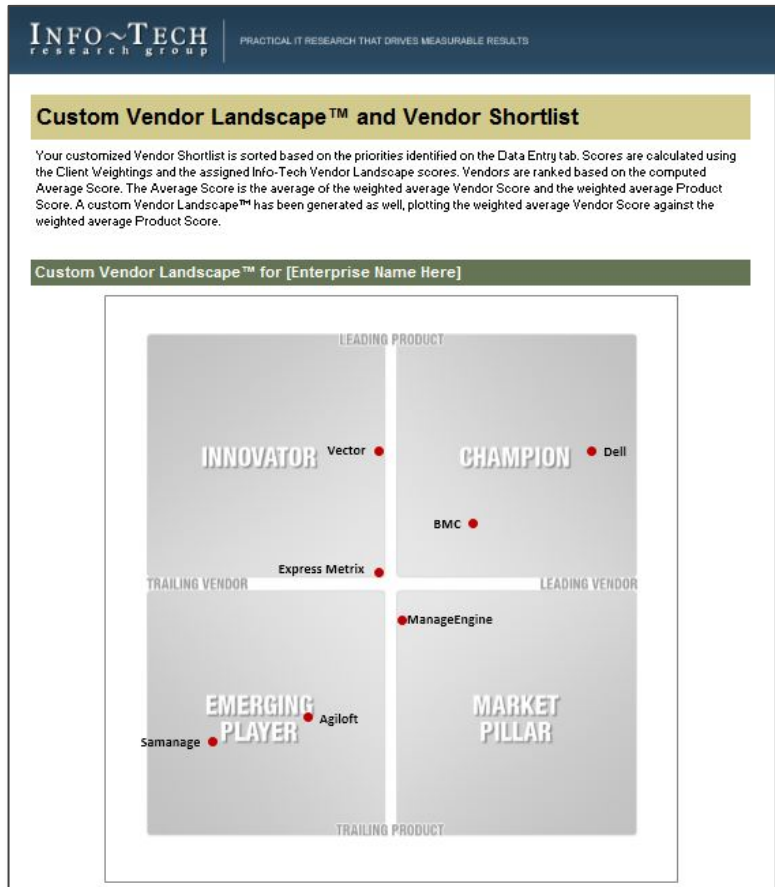 INFO~TECH
research group
PRACTICAL IT RESEARCH THAT DRIVES MEASURABLE RESULTS
Custom Vendor Landscape™ and Vendor Shortlist
Your customized Vendor Shortlist is sorted based on the priorities identified on the Data Entry tab. Scores are calculated using
the Client Weightings and the assigned Info-Tech Vendor Landscape scores. Vendors are ranked based on the computed
Average Score. The Average Score is the average of the weighted average Vendor Score and the weighted average Product
Score. A custom Vendor Landscape™ has been generated as well, plotting the weighted average Vendor Score against the
weighted average Product Score.
Custom Vendor Landscape™ for [Enterprise Name Here]
LEADING PRODUCT
INNOVATOR
Vector
CHAMPION
Dell
BMC
Express Metrix
TRAILING VENDOR
LEADING VENDOR
ManageEngine
EMERGING
PLAYER
Agiloft
Samanage
MARKET
PILLAR
TRAILING PRODUCT